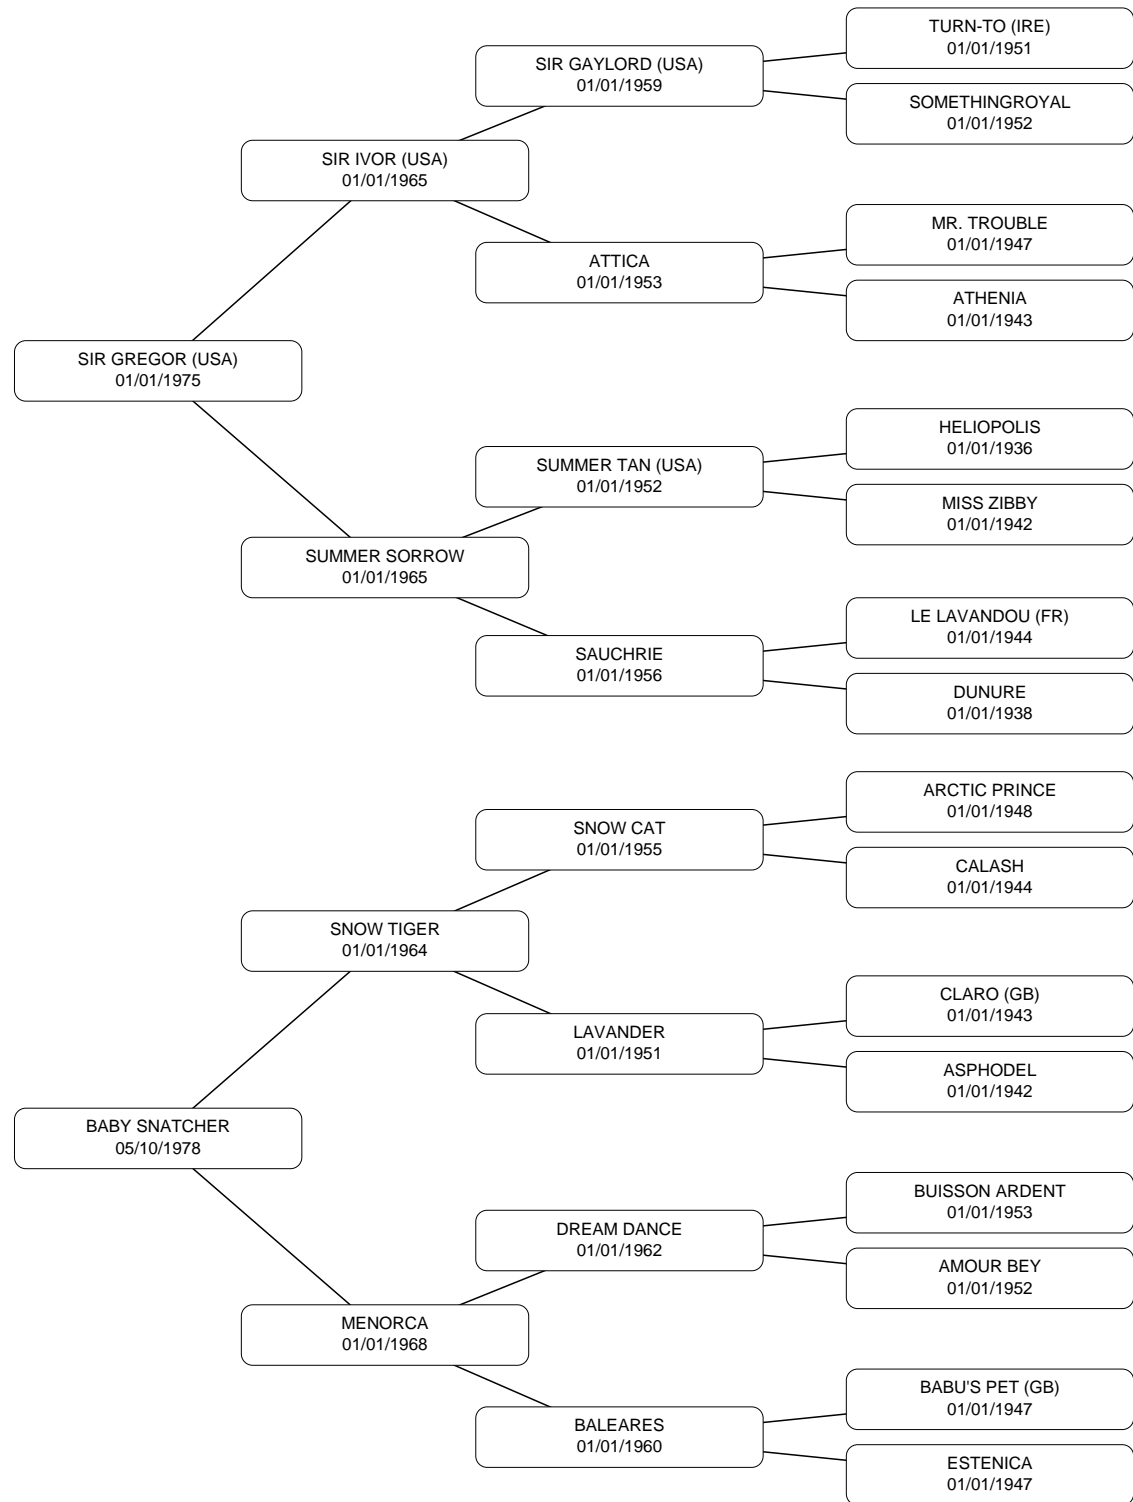 TURN-TO (IRE)
01/01/1951
SIR GAYLORD (USA)
01/01/1959
SOMETHINGROYAL
01/01/1952
SIR IVOR (USA)
01/01/1965
MR. TROUBLE
01/01/1947
ATTICA
01/01/1953
ATHENIA
01/01/1943
SIR GREGOR (USA)
01/01/1975
HELIOPOLIS
01/01/1936
SUMMER TAN (USA)
01/01/1952
MISS ZIBBY
01/01/1942
SUMMER SORROW
01/01/1965
LE LAVANDOU (FR)
01/01/1944
SAUCHRIE
01/01/1956
DUNURE
01/01/1938
ARCTIC PRINCE
01/01/1948
SNOW CAT
01/01/1955
CALASH
01/01/1944
SNOW TIGER
01/01/1964
CLARO (GB)
01/01/1943
LAVANDER
01/01/1951
ASPHODEL
01/01/1942
BABY SNATCHER
05/10/1978
BUISSON ARDENT
01/01/1953
DREAM DANCE
01/01/1962
AMOUR BEY
01/01/1952
MENORCA
01/01/1968
BABU'S PET (GB)
01/01/1947
BALEARES
01/01/1960
ESTENICA
01/01/1947